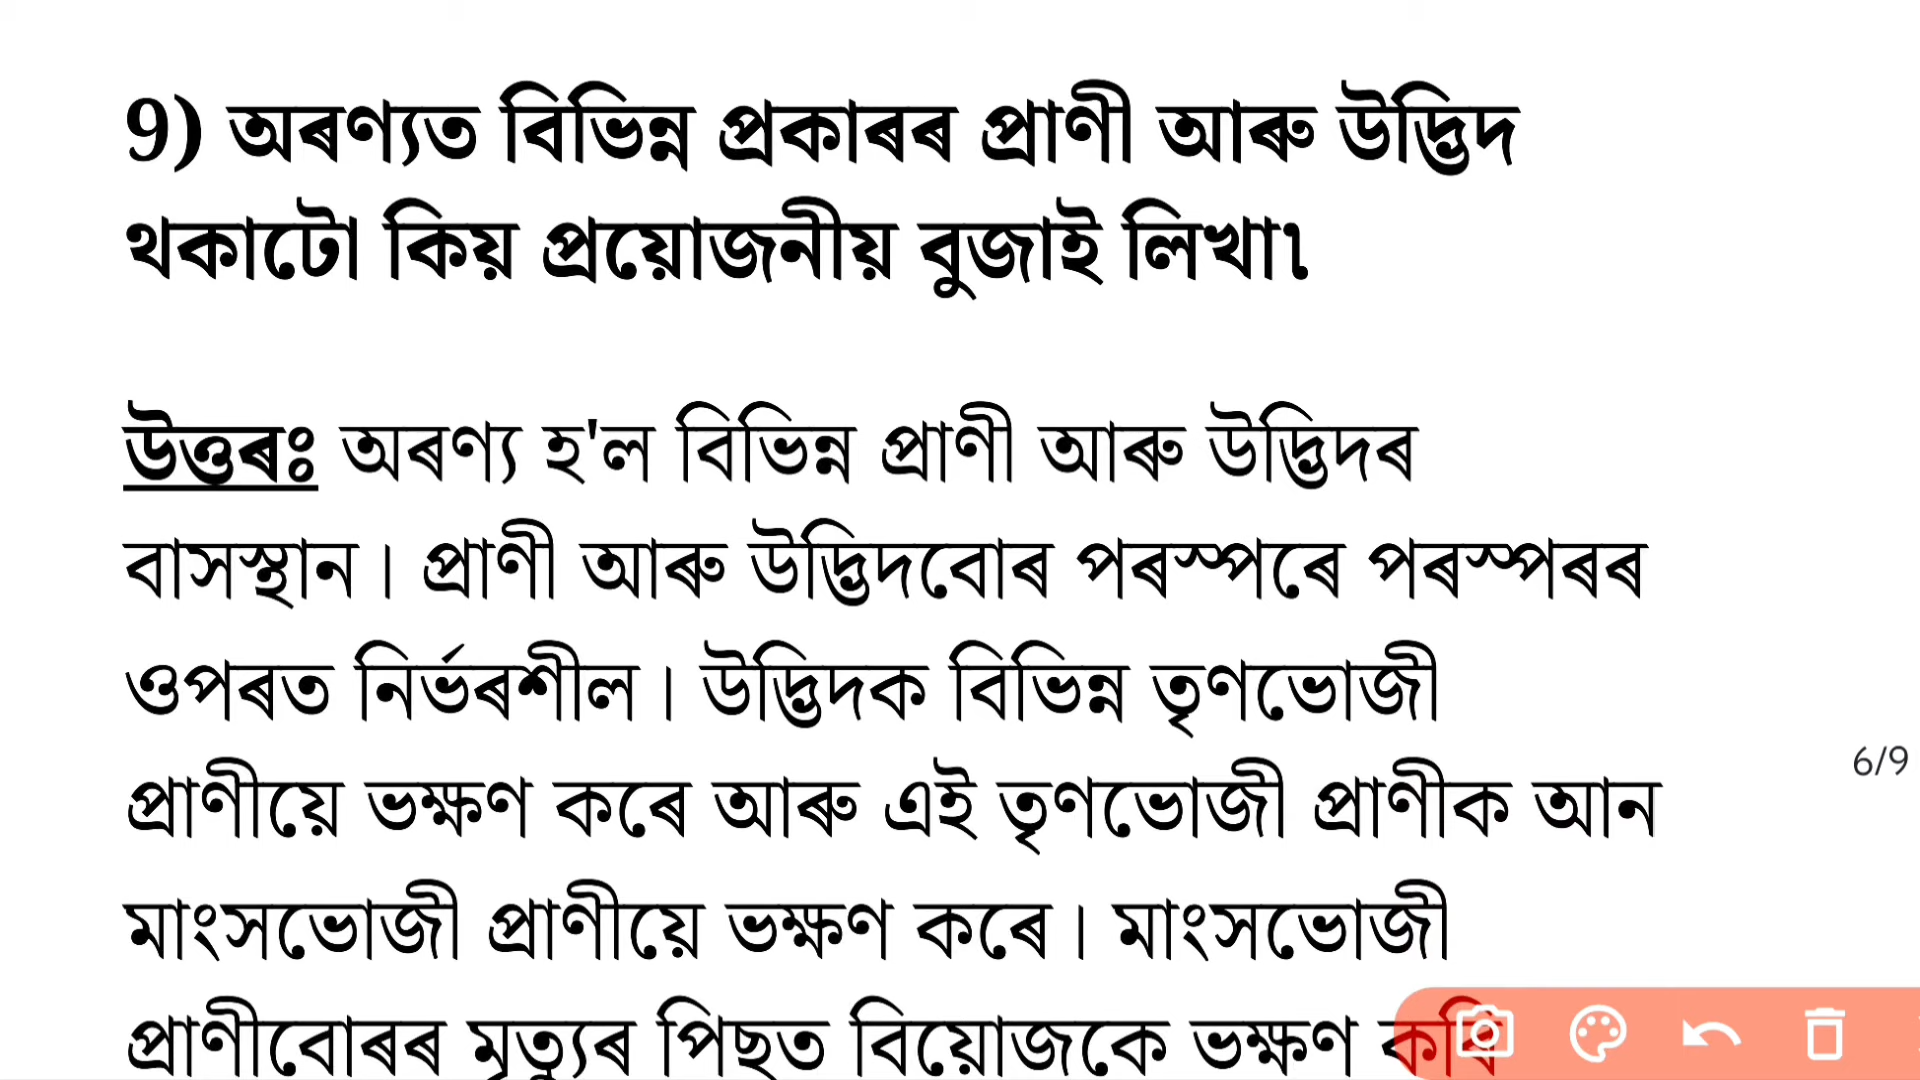 9) অৰণ্যত বিভিন্ন প্ৰকাৰৰ প্ৰাণী আৰু উদ্ভিদ
থকাটো কিয় প্ৰয়োজনীয় বুজাই লিখা৷
উত্তৰঃ অৰণ্য হ'ল বিভিন্ন প্ৰাণী আৰু উদ্ভিদৰ
বাসস্থান। প্ৰাণী আৰু উদ্ভিদবোৰ পৰস্পৰে পৰস্পৰৰ
ওপৰত নিৰ্ভৰশীল। উদ্ভিদক বিভিন্ন তৃণভোজী
প্ৰাণীয়ে ভক্ষণ কৰে আৰু এই তৃণভোজী প্ৰাণীক আন
6/9
মাংসভোজী প্ৰাণীয়ে ভক্ষণ কৰে। মাংসভোজী
প্ৰাণীবোৰৰ মৃত্যুৰ পিছত বিয়োজকে ভক্ষণ কৰি